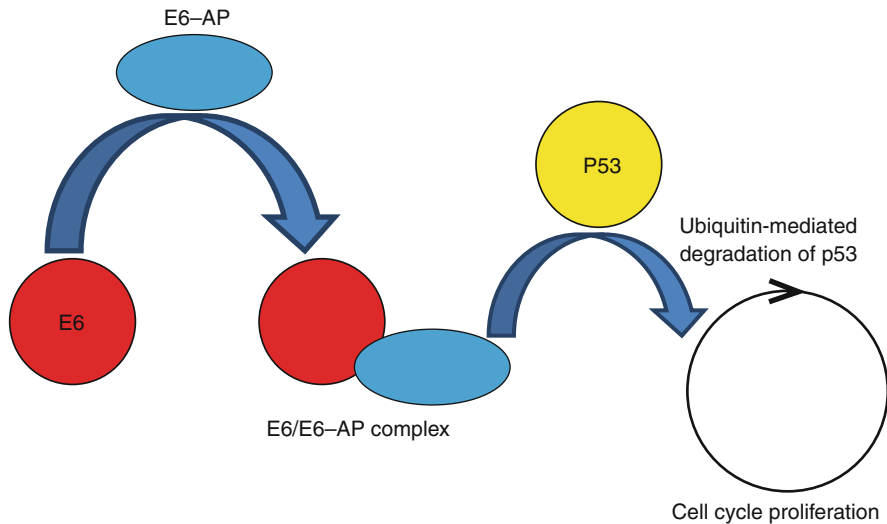 E6–AP
P53
Ubiquitin-mediated
degradation of p53
E6
E6/E6–AP complex
Cell cycle proliferation